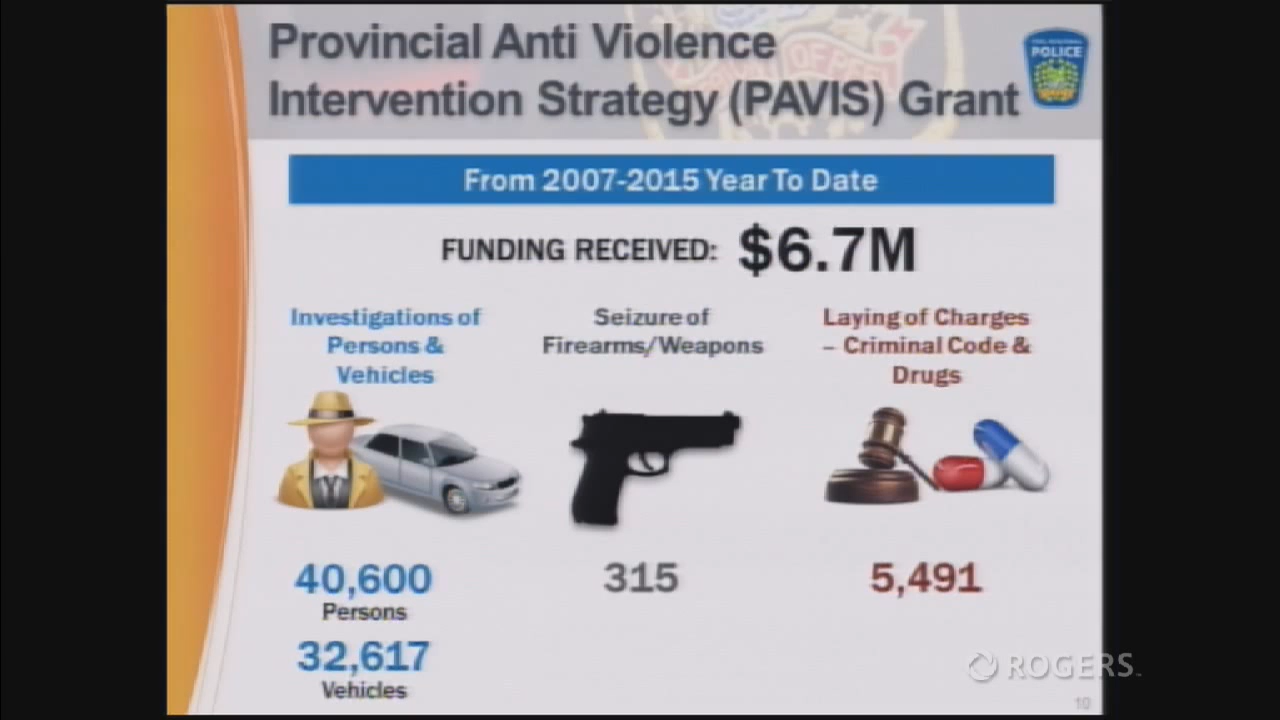 Provincial Anti Violence
Intervention Strategy (PAVIS) Grant
POLICE
From 2007-2015 Year To Date
FUNDING RECEIVED: $6.7M
Investigations of
Persons &
Vehicles
Seizure of
Firearms/Weapons
Laying of Charges
– Criminal Code &
Drugs
40,600
Persons
32,617
Vehicles
315
5,491
ROGERS™
10